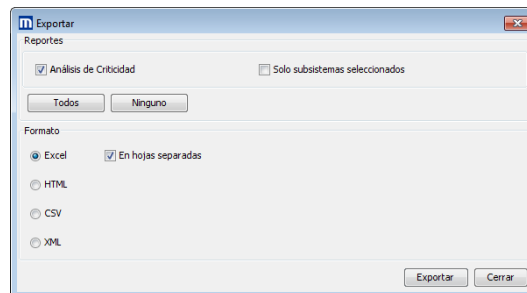 m Exportar
Reportes
Análisis de Criticidad Solo subsistemas seleccionados
Todos Ninguno
Formato
Excel En hojas separadas
HTML
CSV
XML
Exportar Cerrar